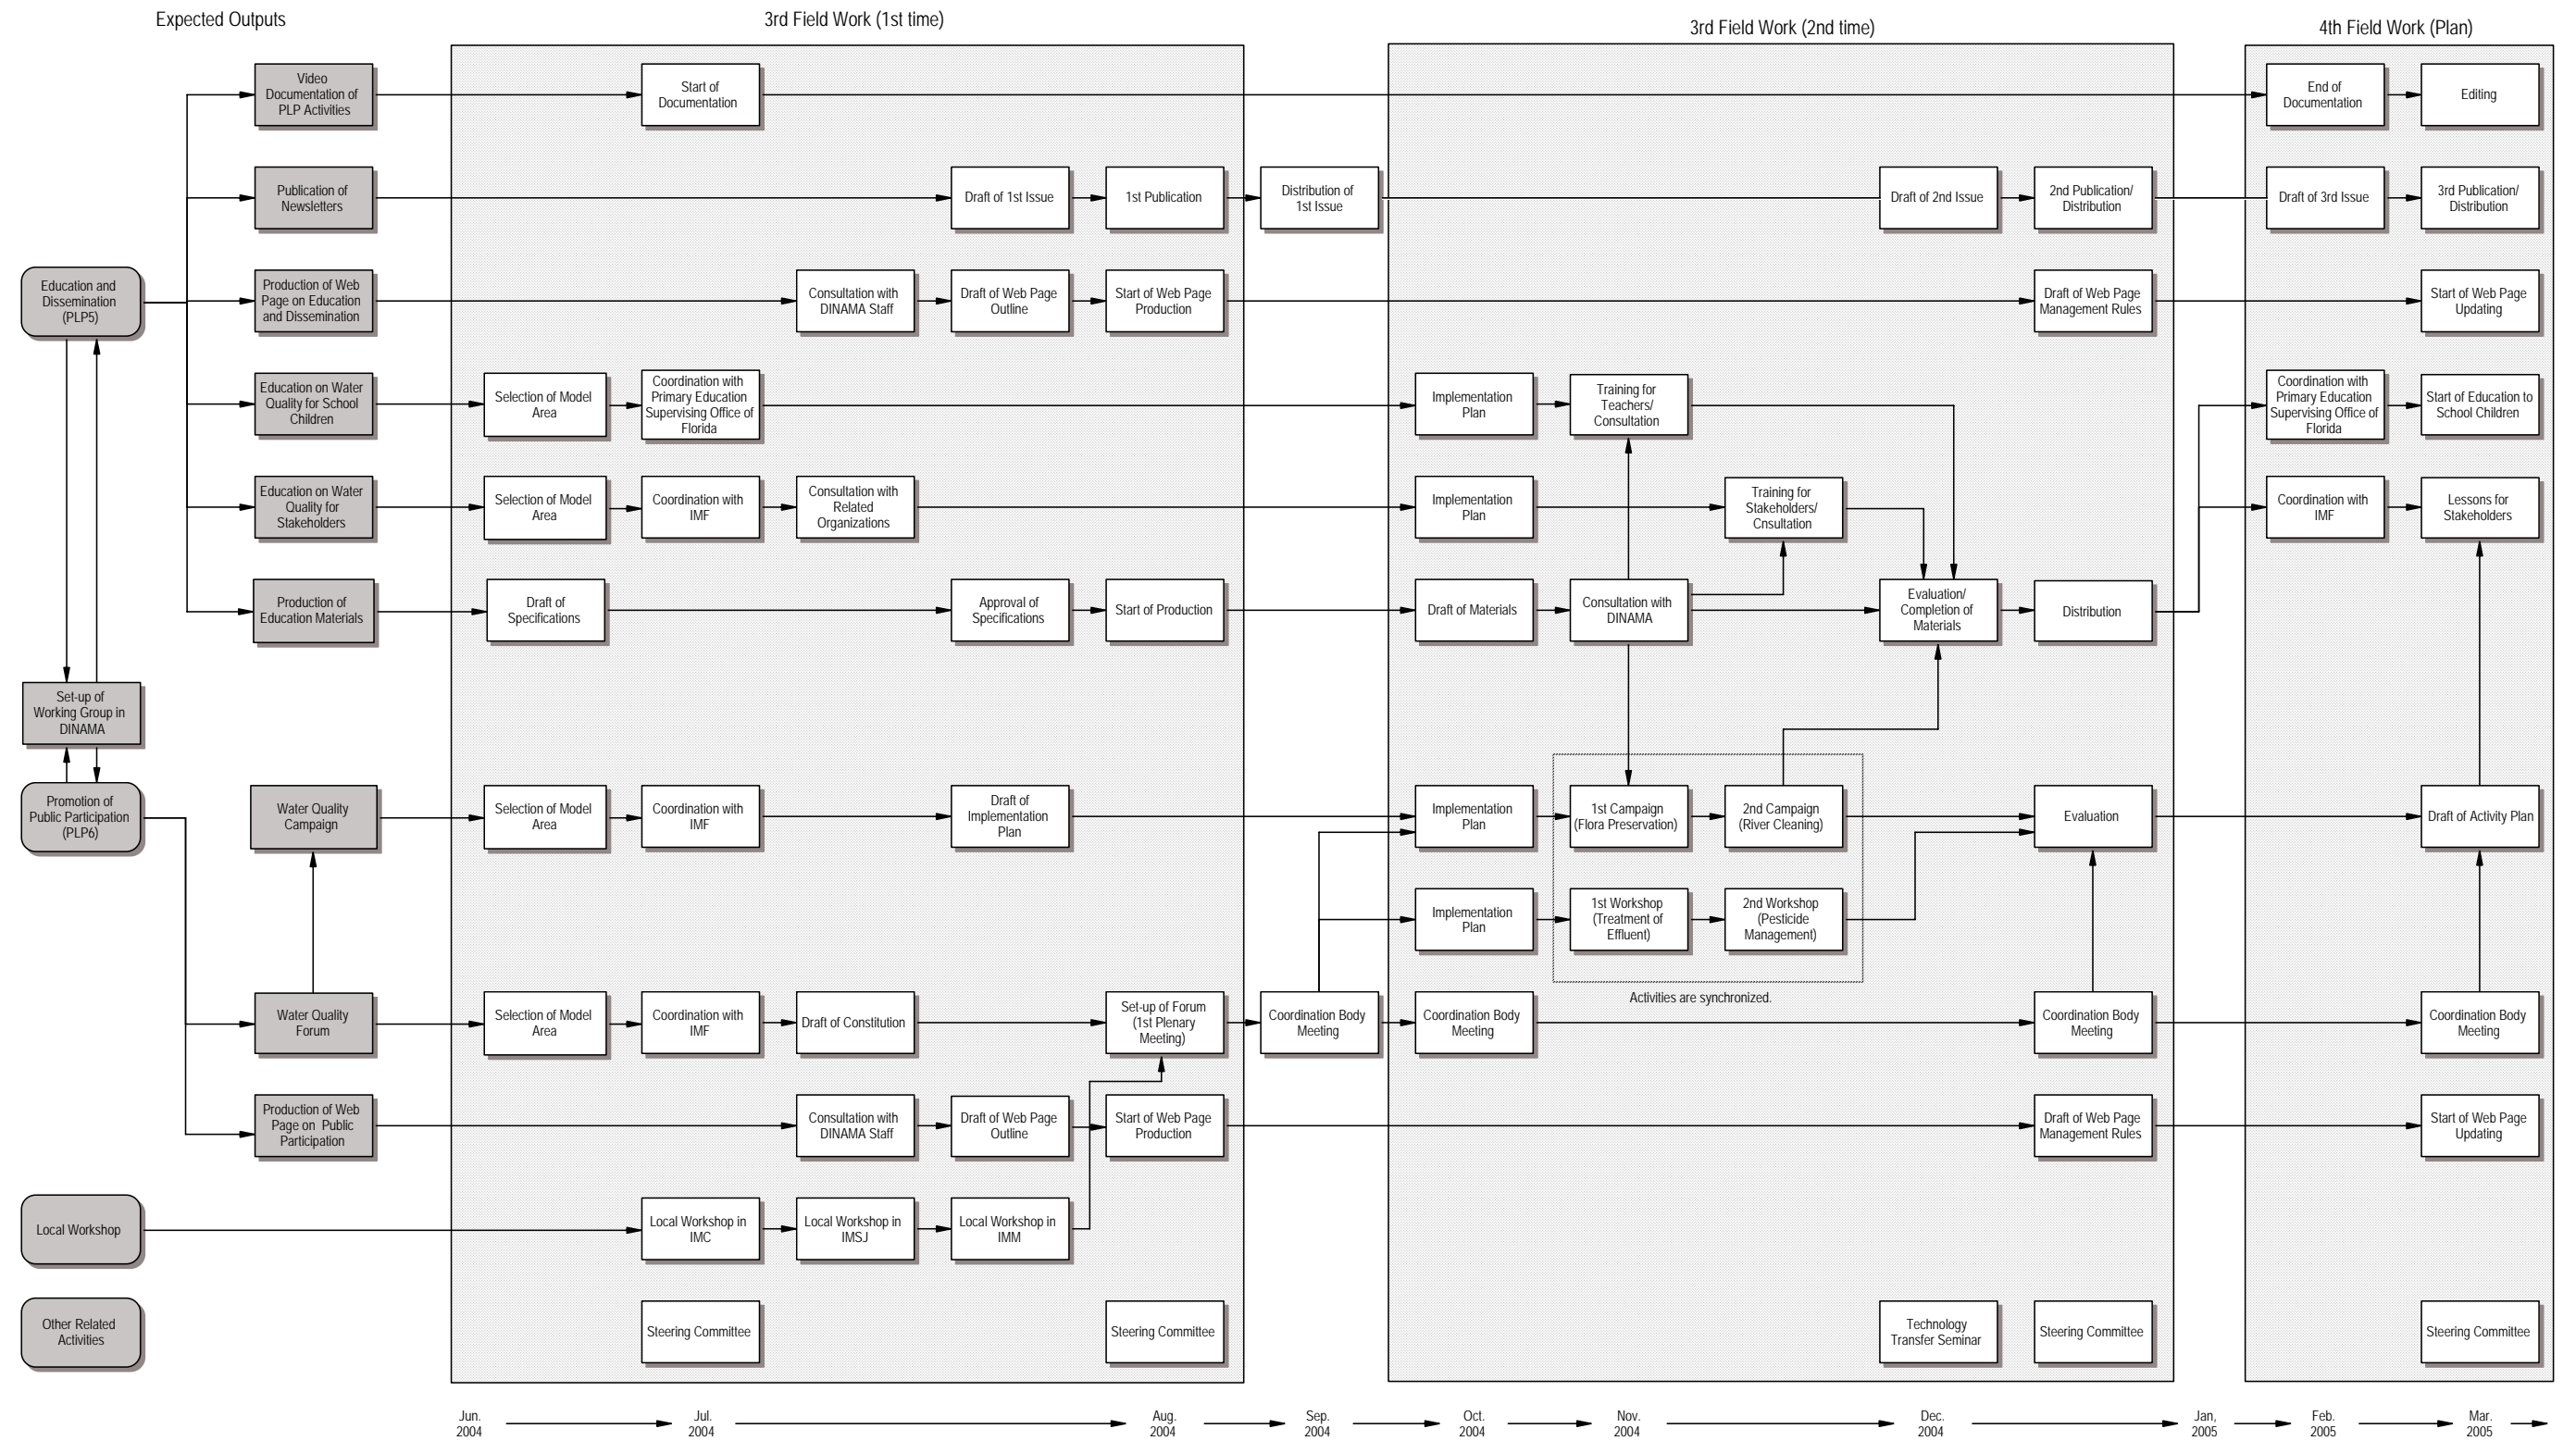 Expected Outputs
3rd Field Work (1st time)
3rd Field Work (2nd time)
4th Field Work (Plan)
Video
Documentation of
PLP Activities
Start of
Documentation
End of
Documentation
Editing
Publication of
Newsletters
Draft of 1st Issue
1st Publication
Distribution of
1st Issue
Draft of 2nd Issue
2nd Publication/
Distribution
Draft of 3rd Issue
3rd Publication/
Distribution
Education and
Dissemination
(PLP5)
Production of Web
Page on Education
and Dissemination
Consultation with
DINAMA Staff
Draft of Web Page
Outline
Start of Web Page
Production
Draft of Web Page
Management Rules
Start of Web Page
Updating
Education on Water
Quality for School
Children
Selection of Model
Area
Coordination with
Primary Education
Supervising Office of
Florida
Implementation
Plan
Training for
Teachers/
Consultation
Coordination with
Primary Education
Supervising Office of
Florida
Start of Education to
School Children
Education on Water
Quality for
Stakeholders
Selection of Model
Area
Coordination with
IMF
Consultation with
Related
Organizations
Implementation
Plan
Training for
Stakeholders/
Cnsultation
Coordination with
IMF
Lessons for
Stakeholders
Production of
Education Materials
Draft of
Specifications
Approval of
Specifications
Start of Production
Draft of Materials
Consultation with
DINAMA
Evaluation/
Completion of
Materials
Distribution
Set-up of
Working Group in
DINAMA
Promotion of
Public Participation
(PLP6)
Water Quality
Campaign
Selection of Model
Area
Coordination with
IMF
Draft of
Implementation
Plan
Implementation
Plan
1st Campaign
(Flora Preservation)
2nd Campaign
(River Cleaning)
Evaluation
Draft of Activity Plan
Implementation
Plan
1st Workshop
(Treatment of
Effluent)
2nd Workshop
(Pesticide
Management)
Activities are synchronized.
Water Quality
Forum
Selection of Model
Area
Coordination with
IMF
Draft of Constitution
Set-up of Forum
(1st Plenary
Meeting)
Coordination Body
Meeting
Coordination Body
Meeting
Coordination Body
Meeting
Coordination Body
Meeting
Production of Web
Page on Public
Participation
Consultation with
DINAMA Staff
Draft of Web Page
Outline
Start of Web Page
Production
Draft of Web Page
Management Rules
Start of Web Page
Updating
Local Workshop
Local Workshop in
IMC
Local Workshop in
IMSJ
Local Workshop in
IMM
Other Related
Activities
Steering Committee
Steering Committee
Technology
Transfer Seminar
Steering Committee
Steering Committee
Jun.
2004
Jul.
2004
Aug.
2004
Sep.
2004
Oct.
2004
Nov.
2004
Dec.
2004
Jan,
2005
Feb.
2005
Mar.
2005